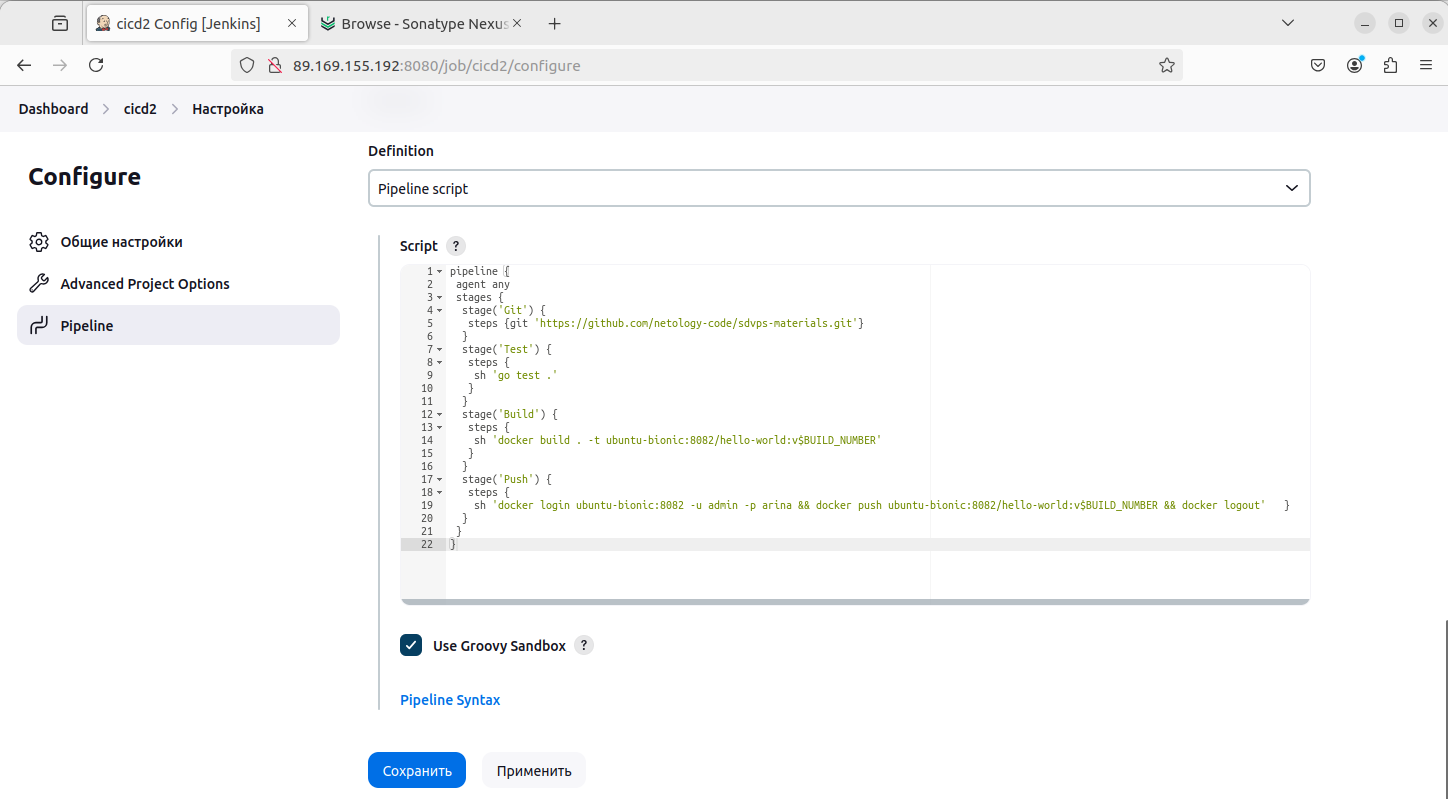 cicd2 Config [Jenkins]
Browse - Sonatype Nexus
89.169.155.192:8080/job/cicd2/configure
Dashboard
cicd2
Настройка
Configure
Общие настройки
Advanced Project Options
Pipeline
Definition
Pipeline script
Script ?
1 pipeline {
2 agent any
3 stages {
4 stage('Git') {
5 steps {git 'https://github.com/netology-code/sdvps-materials.git'}
6 }
7 stage('Test') {
8 steps {
9 sh 'go test .'
10 }
11 }
12 stage('Build') {
13 steps {
14 sh 'docker build . -t ubuntu-bionic:8082/hello-world:v$BUILD_NUMBER'
15 }
16 }
17 stage('Push') {
18 steps {
19 sh 'docker login ubuntu-bionic:8082 -u admin -p arina && docker push ubuntu-bionic:8082/hello-world:v$BUILD_NUMBER && docker logout' }
20 }
21 }
22 }
Use Groovy Sandbox ?
Pipeline Syntax
Сохранить
Применить